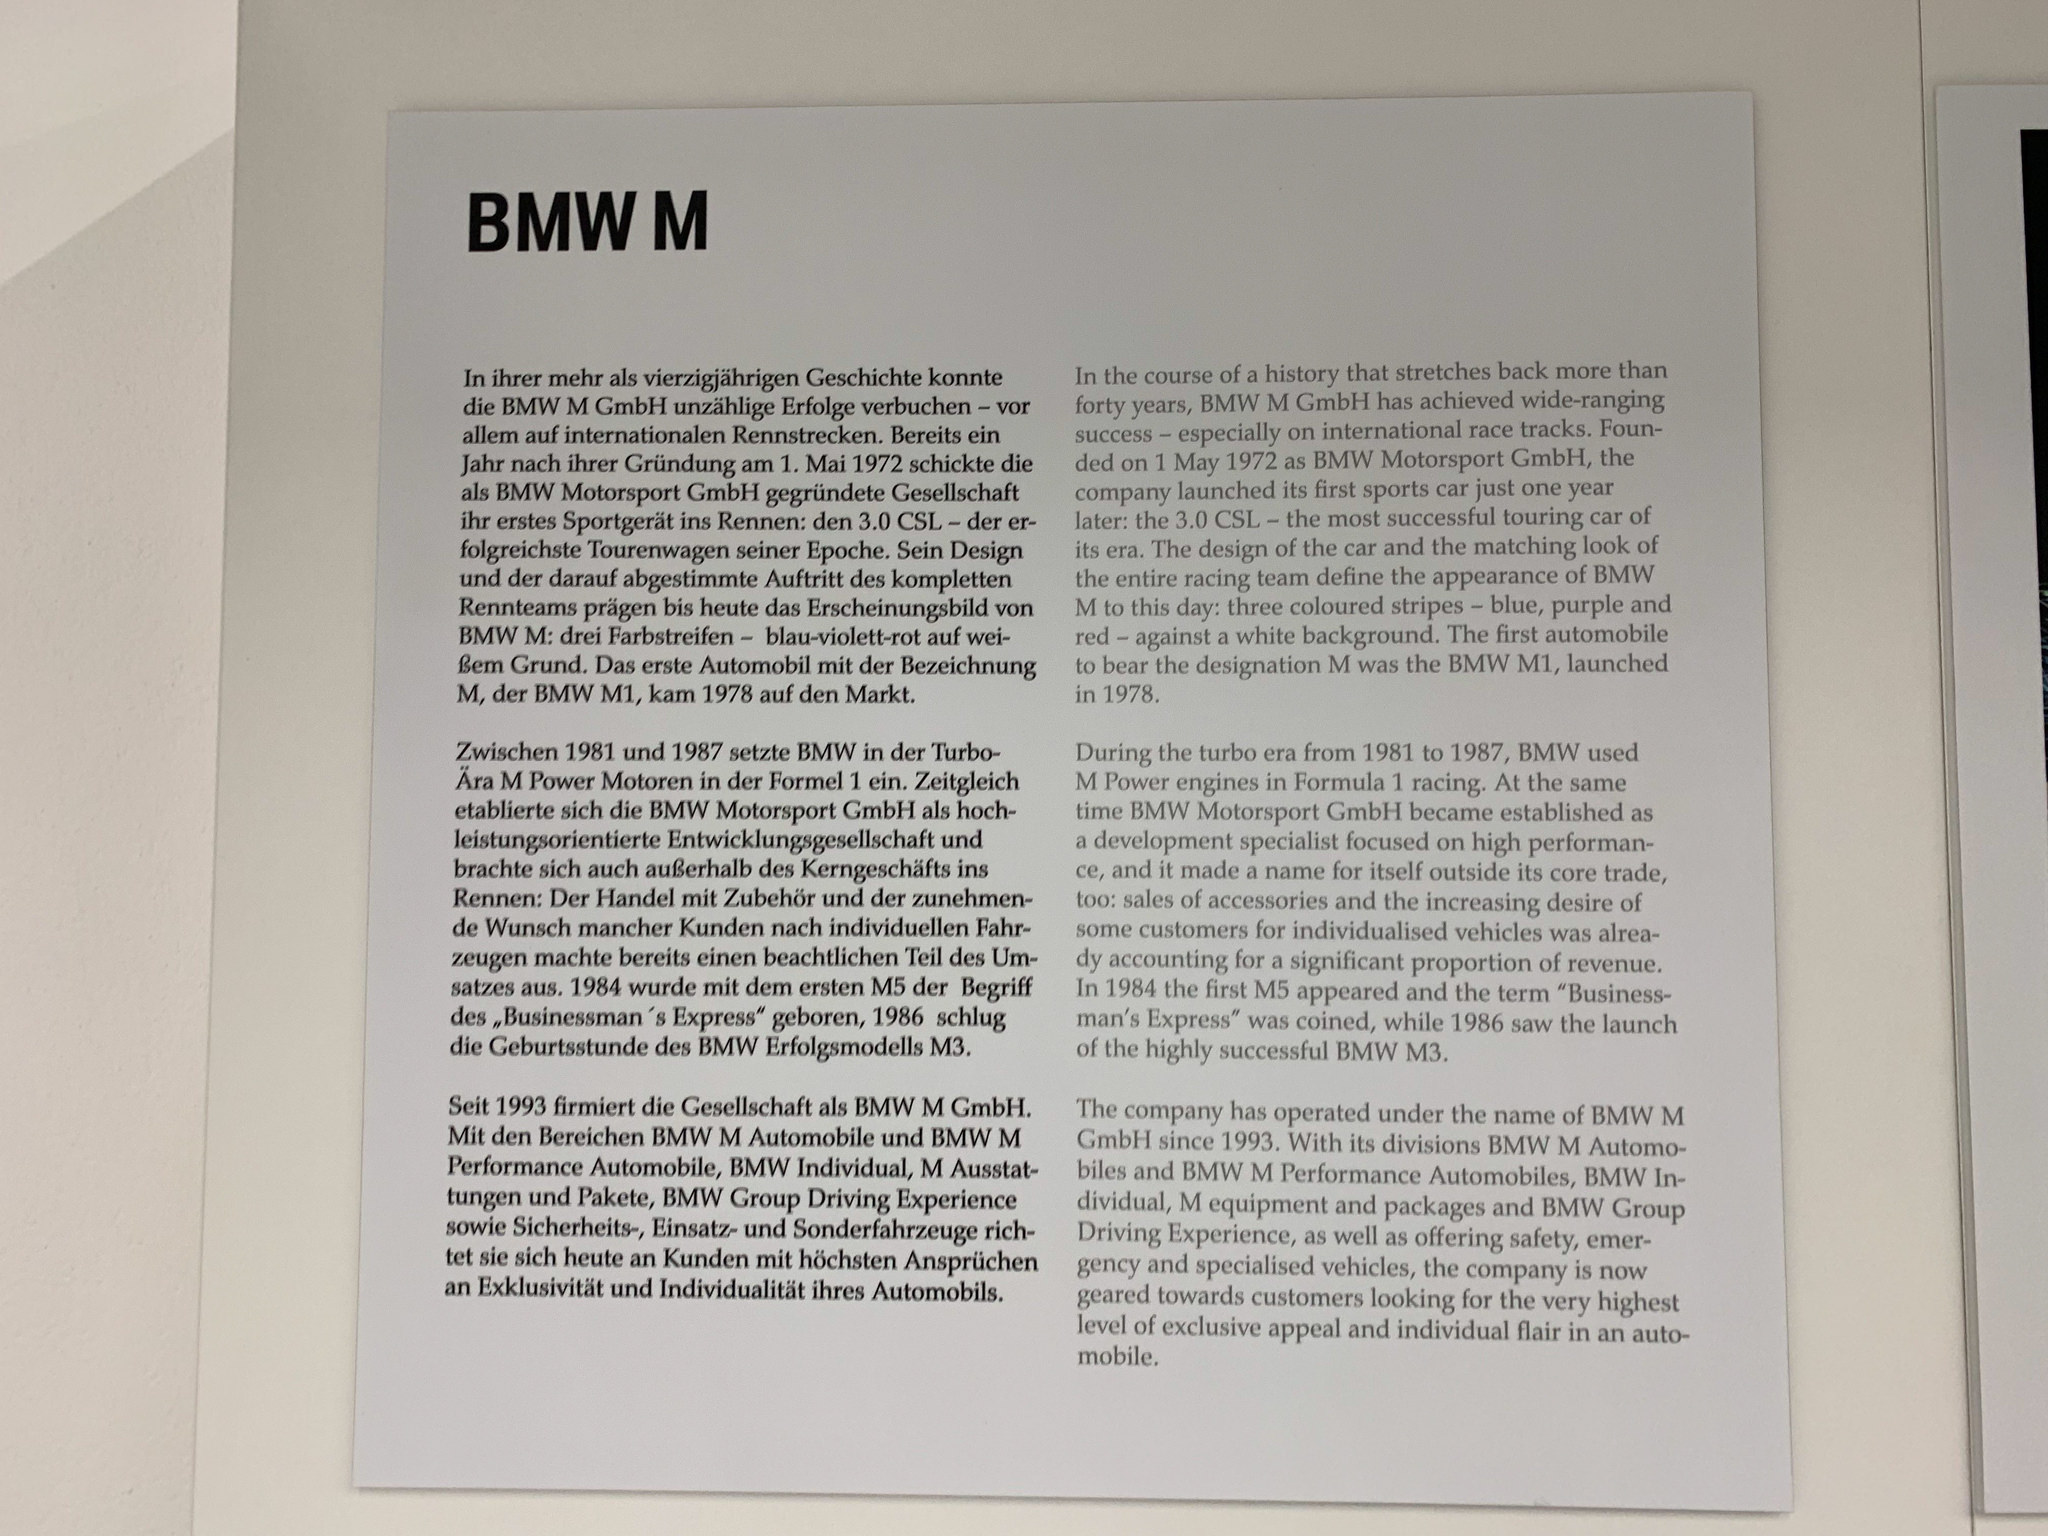 BMW M
In ihrer mehr als vierzigjährigen Geschichte konnte
die BMW M GmbH unzählige Erfolge verbuchen – vor
allem auf internationalen Rennstrecken. Bereits ein
Jahr nach ihrer Gründung am 1. Mai 1972 schickte die
als BMW Motorsport GmbH gegründete Gesellschaft
ihr erstes Sportgerät ins Rennen: den 3.0 CSL – der er-
folgreichste Tourenwagen seiner Epoche. Sein Design
und der darauf abgestimmte Auftritt des kompletten
Rennteams prägen bis heute das Erscheinungsbild von
BMW M: drei Farbstreifen –  blau-violett-rot auf wei-
ßem Grund. Das erste Automobil mit der Bezeichnung
M, der BMW M1, kam 1978 auf den Markt.
Zwischen 1981 und 1987 setzte BMW in der Turbo-
Ära M Power Motoren in der Formel 1 ein. Zeitgleich
etablierte sich die BMW Motorsport GmbH als hoch-
leistungsorientierte Entwicklungsgesellschaft und
brachte sich auch außerhalb des Kerngeschäfts ins
Rennen: Der Handel mit Zubehör und der zunehmen-
de Wunsch mancher Kunden nach individuellen Fahr-
zeugen machte bereits einen beachtlichen Teil des Um-
satzes aus. 1984 wurde mit dem ersten M5 der  Begriff
des „Businessman´s Express“ geboren, 1986  schlug
die Geburtsstunde des BMW Erfolgsmodells M3.
Seit 1993 firmiert die Gesellschaft als BMW M GmbH.
Mit den Bereichen BMW M Automobile und BMW M
Performance Automobile, BMW Individual, M Ausstat-
tungen und Pakete, BMW Group Driving Experience
sowie Sicherheits-, Einsatz- und Sonderfahrzeuge rich-
tet sie sich heute an Kunden mit höchsten Ansprüchen
an Exklusivität und Individualität ihres Automobils.
In the course of a history that stretches back more than
forty years, BMW M GmbH has achieved wide-ranging
success – especially on international race tracks. Foun-
ded on 1 May 1972 as BMW Motorsport GmbH, the
company launched its first sports car just one year
later: the 3.0 CSL – the most successful touring car of
its era. The design of the car and the matching look of
the entire racing team define the appearance of BMW
M to this day: three coloured stripes – blue, purple and
red – against a white background. The first automobile
to bear the designation M was the BMW M1, launched
in 1978.
During the turbo era from 1981 to 1987, BMW used
M Power engines in Formula 1 racing. At the same
time BMW Motorsport GmbH became established as
a development specialist focused on high performan-
ce, and it made a name for itself outside its core trade,
too: sales of accessories and the increasing desire of
some customers for individualised vehicles was alrea-
dy accounting for a significant proportion of revenue.
In 1984 the first M5 appeared and the term “Business-
man’s Express” was coined, while 1986 saw the launch
of the highly successful BMW M3.
The company has operated under the name of BMW M
GmbH since 1993. With its divisions BMW M Automo-
biles and BMW M Performance Automobiles, BMW In-
dividual, M equipment and packages and BMW Group
Driving Experience, as well as offering safety, emer-
gency and specialised vehicles, the company is now
geared towards customers looking for the very highest
level of exclusive appeal and individual flair in an auto-
mobile.